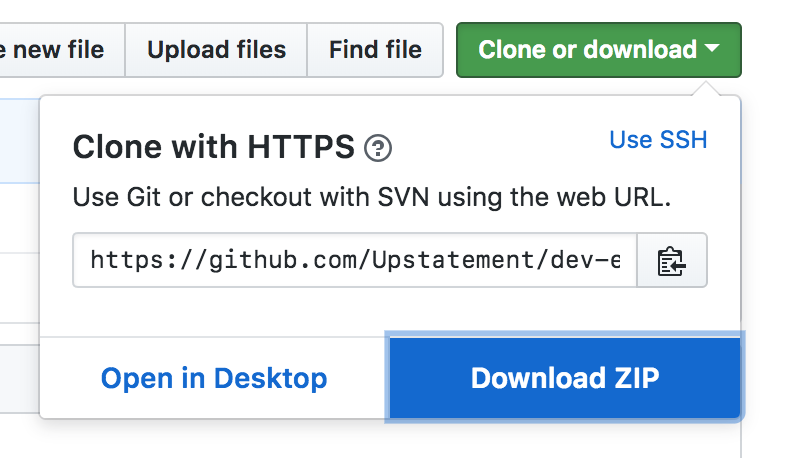 new file
Upload files
Find file
Clone or download
Clone with HTTPS
Use SSH
Use Git or checkout with SVN using the web URL.
https://github.com/Upstatement/dev-e
Open in Desktop
Download ZIP